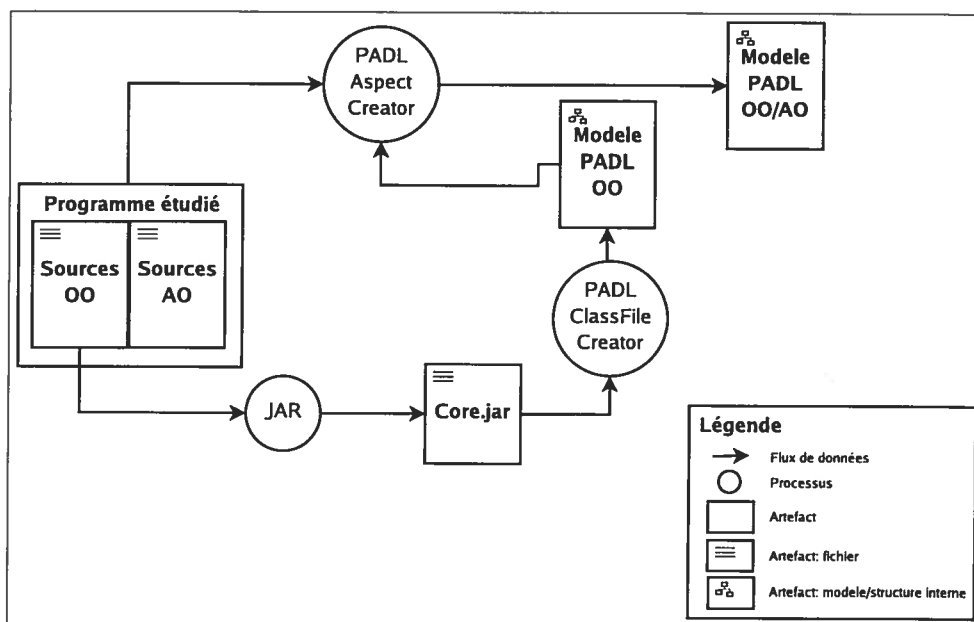 PADL
Aspect
Creator
Modele
PADL
OO/AO
Modele
PADL
OO
Programme étudié
Sources
OO
Sources
AO
PADL
ClassFile
Creator
JAR
Core.jar
Légende
Flux de données
Processus
Artefact
Artefact: fichier
Artefact: modele/structure interne